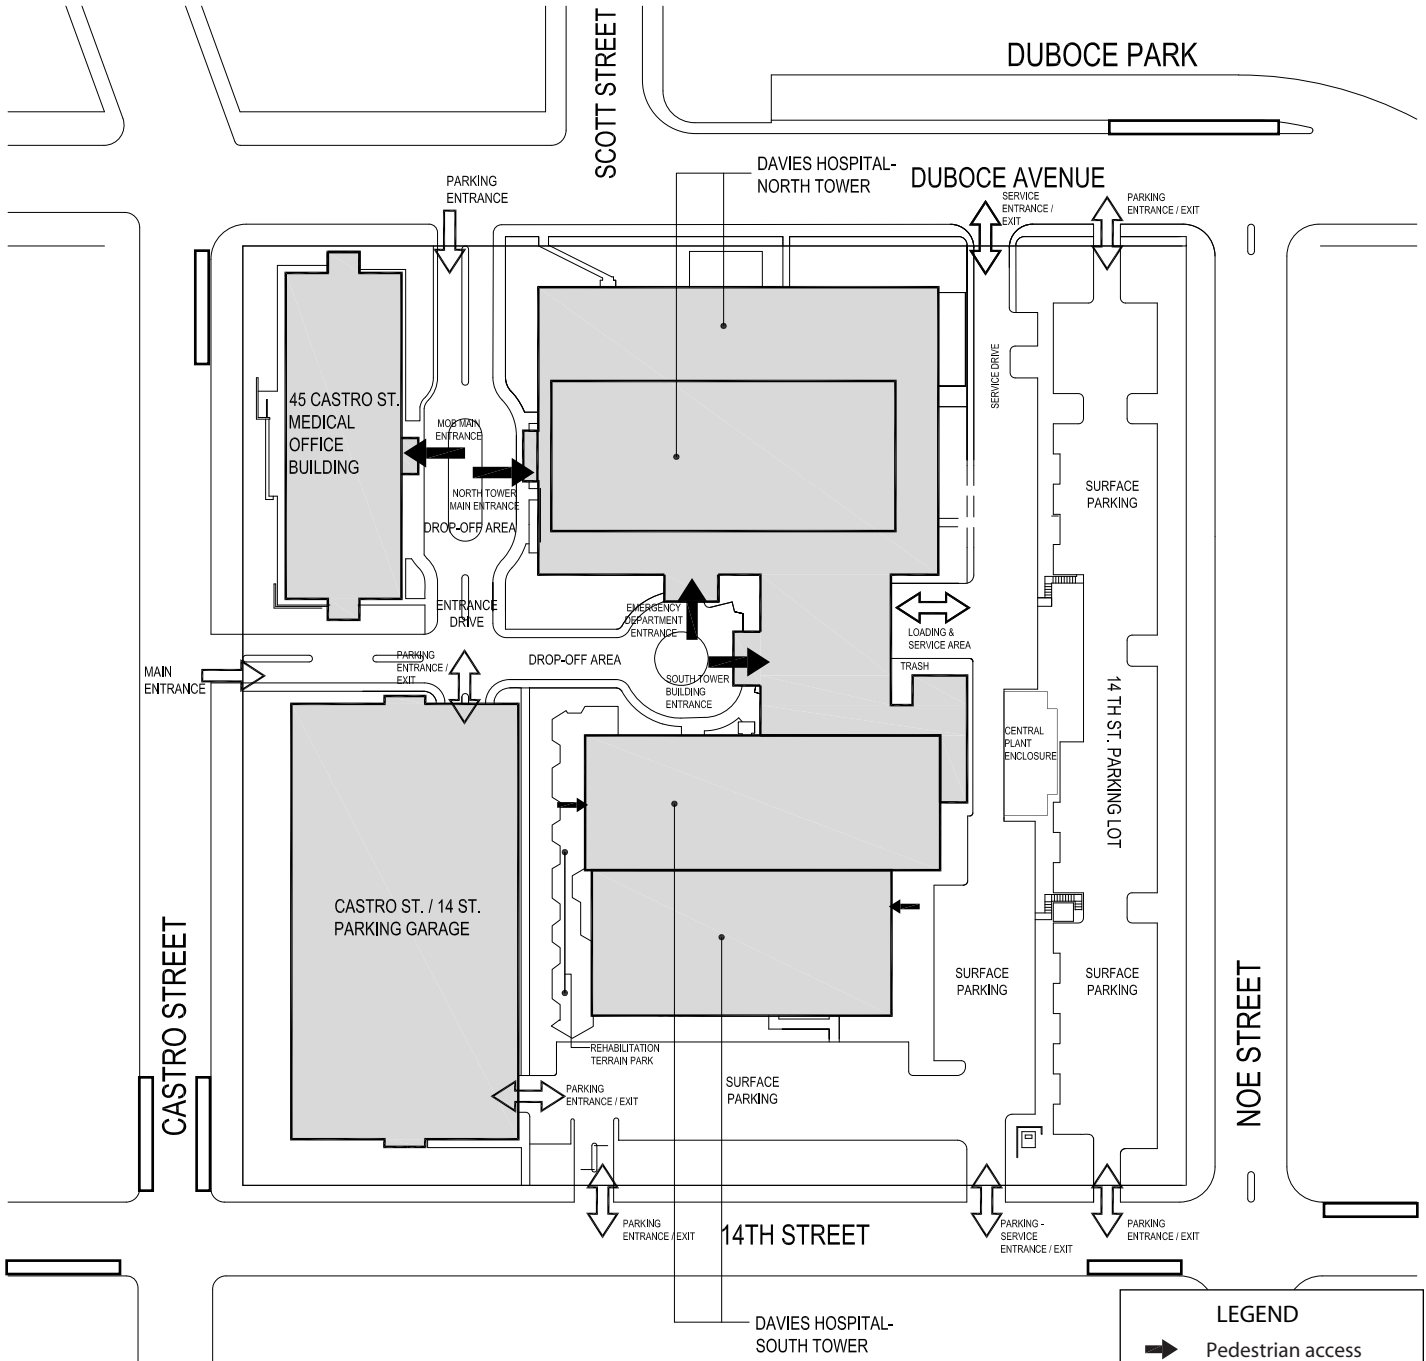 SCOTT STREET
DUBOCE PARK
DAVIES HOSPITAL-
NORTH TOWER
DUBOCE AVENUE
PARKING
ENTRANCE
SERVICE
ENTRANCE /
EXIT
PARKING
ENTRANCE / EXIT
45 CASTRO ST.
MEDICAL
OFFICE
BUILDING
MOB MAIN
ENTRANCE
NORTH TOWER
MAIN ENTRANCE
DROP-OFF AREA
SERVICE DRIVE
SURFACE
PARKING
ENTRANCE
DRIVE
EMERGENCY
DEPARTMENT
ENTRANCE
LOADING &
SERVICE AREA
MAIN
ENTRANCE
PARKING
ENTRANCE /
EXIT
DROP-OFF AREA
SOUTH TOWER
BUILDING
ENTRANCE
TRASH
CENTRAL
PLANT
ENCLOSURE
14 TH ST. PARKING LOT
CASTRO ST. / 14 ST.
PARKING GARAGE
CASTRO STREET
SURFACE
PARKING
SURFACE
PARKING
NOE STREET
REHABILITATION
TERRAIN PARK
PARKING
ENTRANCE / EXIT
SURFACE
PARKING
PARKING
ENTRANCE / EXIT
14TH STREET
PARKING -
SERVICE
ENTRANCE / EXIT
PARKING
ENTRANCE / EXIT
DAVIES HOSPITAL-
SOUTH TOWER
LEGEND
Pedestrian access